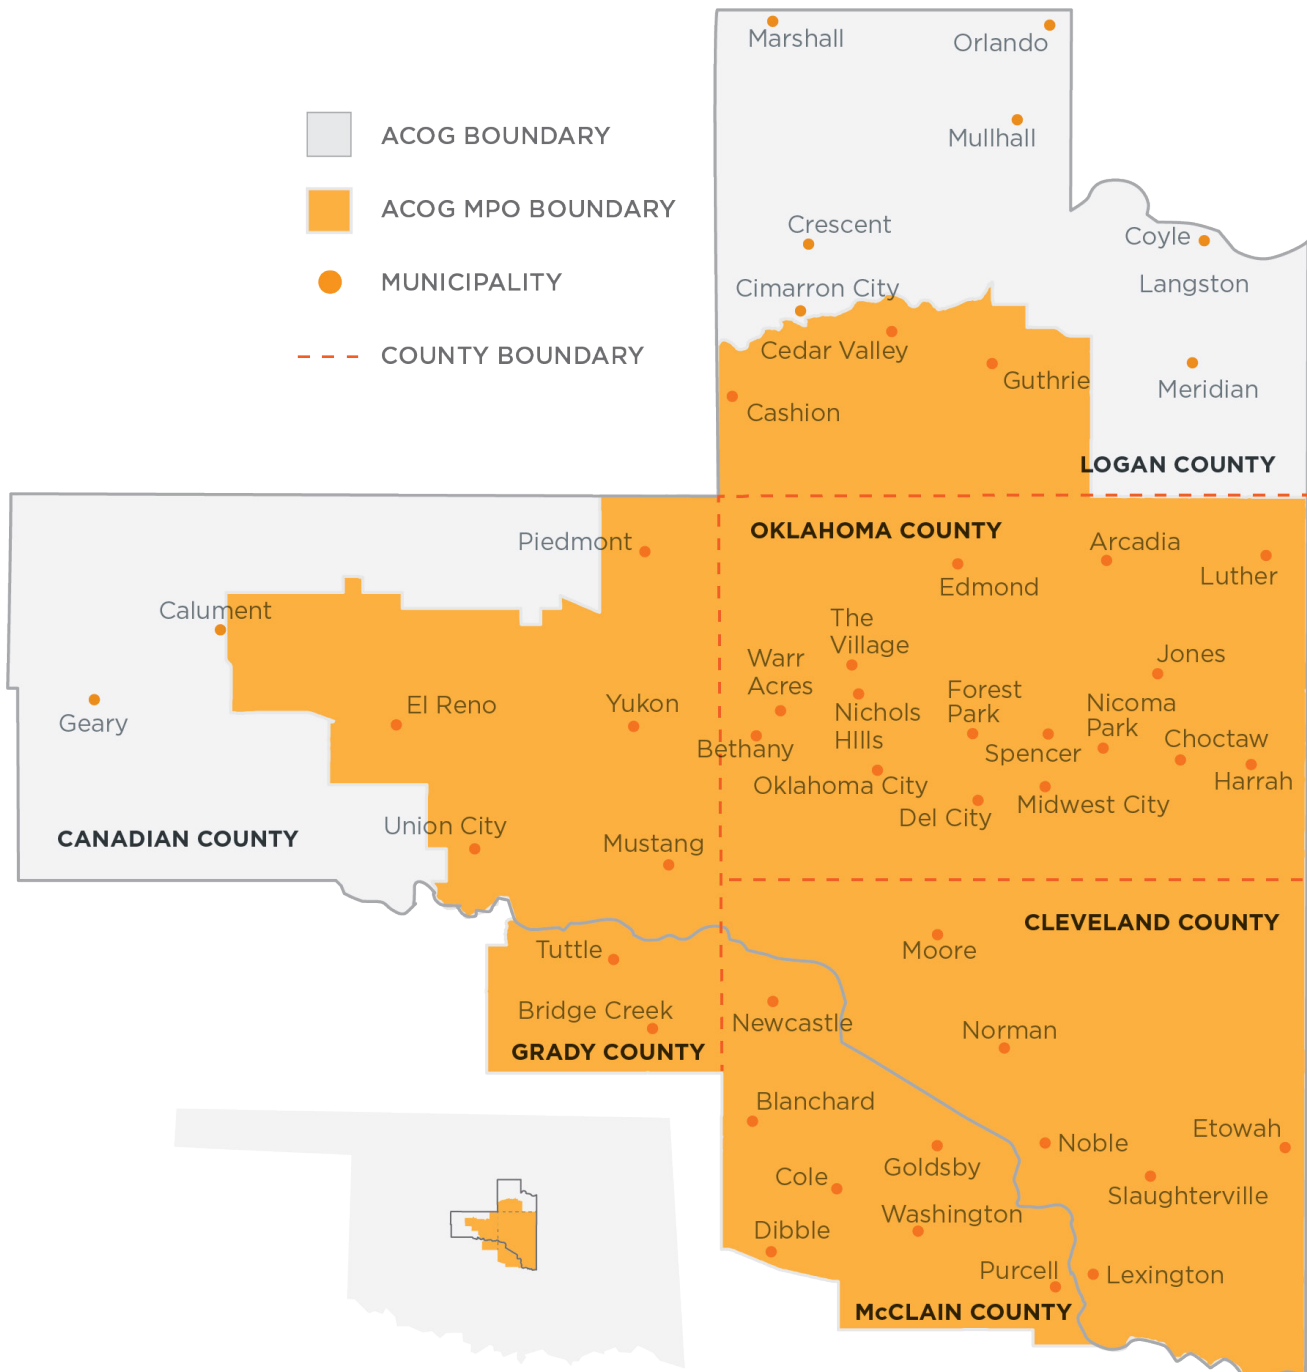 Marshall
Orlando
Mullhall
ACOG BOUNDARY
ACOG MPO BOUNDARY
MUNICIPALITY
COUNTY BOUNDARY
Crescent
Coyle
Cimarron City
Langston
Cedar Valley
Guthrie
Meridian
Cashion
LOGAN COUNTY
OKLAHOMA COUNTY
Piedmont
Arcadia
Luther
Edmond
Calument
The
Village
Warr
Acres
Jones
El Reno
Yukon
Forest
Park
Nicoma
Park
Nichols
HIlls
Geary
Bethany
Spencer
Choctaw
Harrah
Oklahoma City
Midwest City
Del City
CANADIAN COUNTY
Union City
Mustang
CLEVELAND COUNTY
Tuttle
Moore
Bridge Creek
Newcastle
Norman
GRADY COUNTY
Blanchard
Etowah
Noble
Goldsby
Cole
Slaughterville
Washington
Dibble
Purcell
Lexington
McCLAIN COUNTY